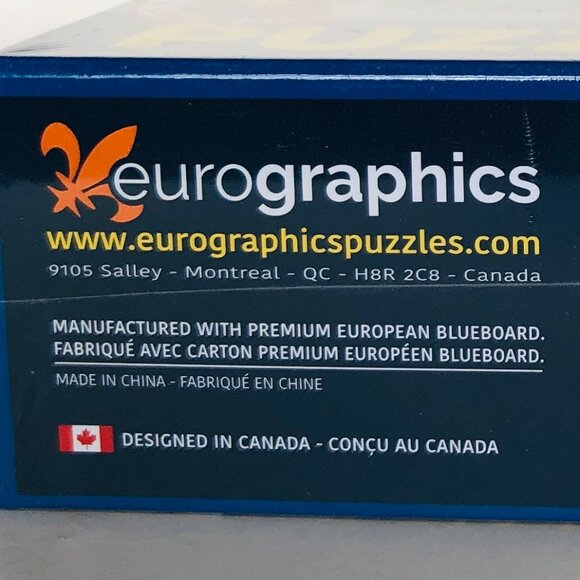 eurographics
www.eurographicspuzzles.com
9105 Salley - Montreal - QC - H8R 2C8 - Canada
MANUFACTURED WITH PREMIUM EUROPEAN BLUEBOARD.
FABRIQUÉ AVEC CARTON PREMIUM EUROPÉEN BLUEBOARD.
MADE IN CHINA - FABRIQUÉ EN CHINE
DESIGNED IN CANADA - CONÇU AU CANADA